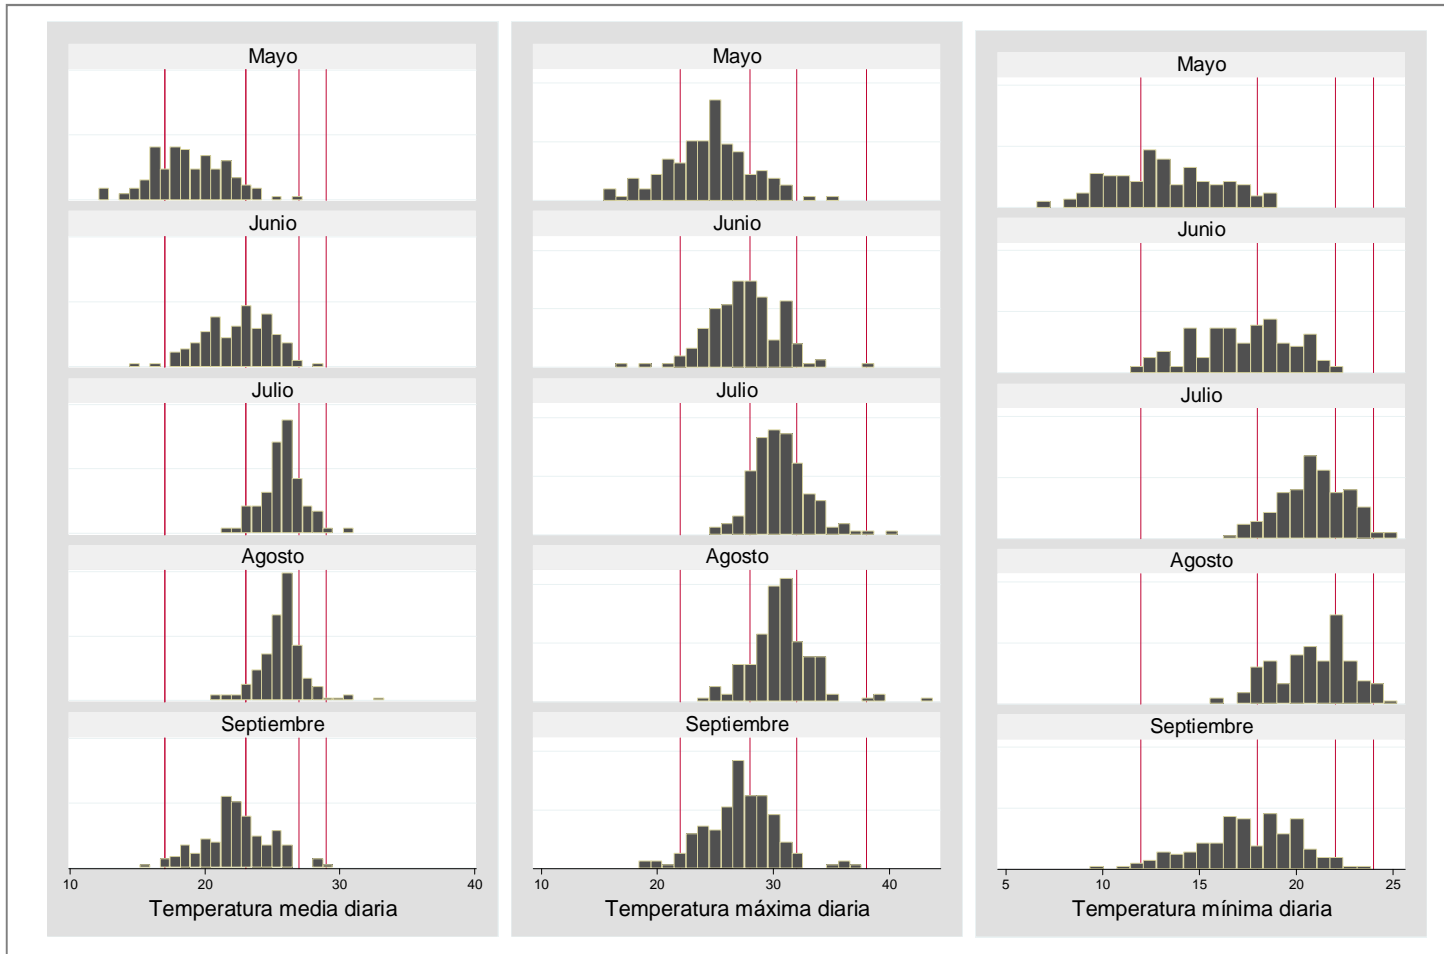 Mayo
Junio
Julio
Agosto
Septiembre
10 20 30 40
Temperatura media diaria
Mayo
Junio
Julio
Agosto
Septiembre
10 20 30 40
Temperatura máxima diaria
Mayo
Junio
Julio
Agosto
Septiembre
5 10 15 20 25
Temperatura mínima diaria